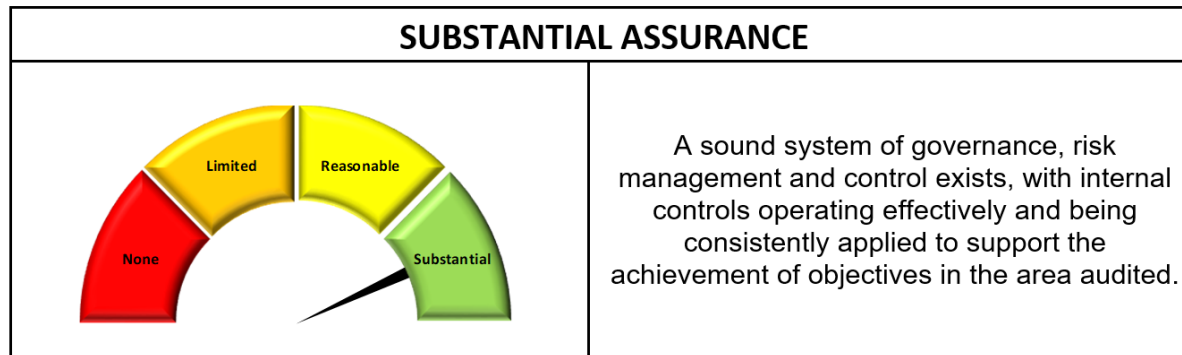 SUBSTANTIAL ASSURANCE
Limited
Reasonable
None
Substantial
A sound system of governance, risk
management and control exists, with internal
controls operating effectively and being
consistently applied to support the
achievement of objectives in the area audited.